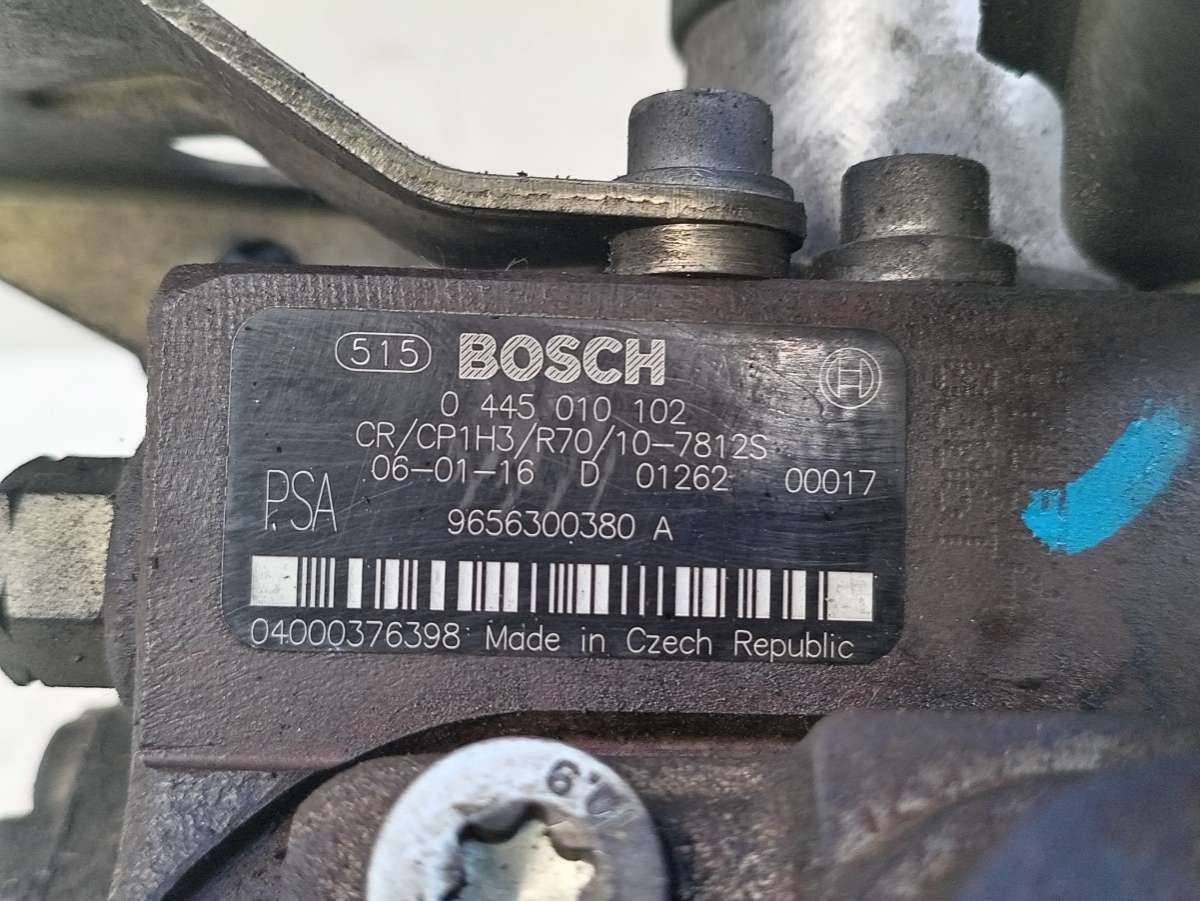 515 BOSCH H
0 445 010 102
CR/CP1H3/R70/10-7812S
06-01-16 D 01262 00017
PSA 9656300380 A
04000376398 Made in Czech Republic